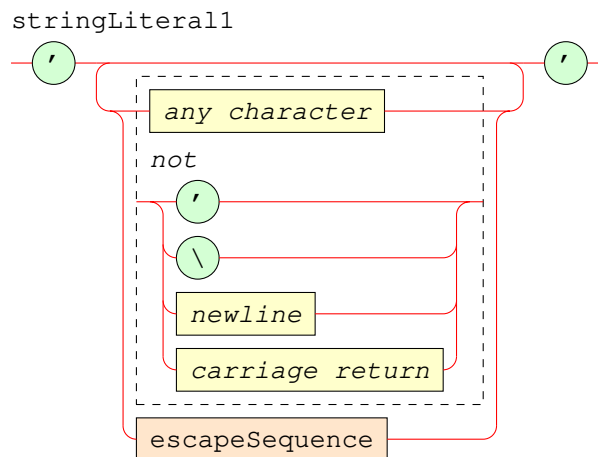 stringLiteral1
’ ’
any character
not
’
\
newline
carriage return
escapeSequence